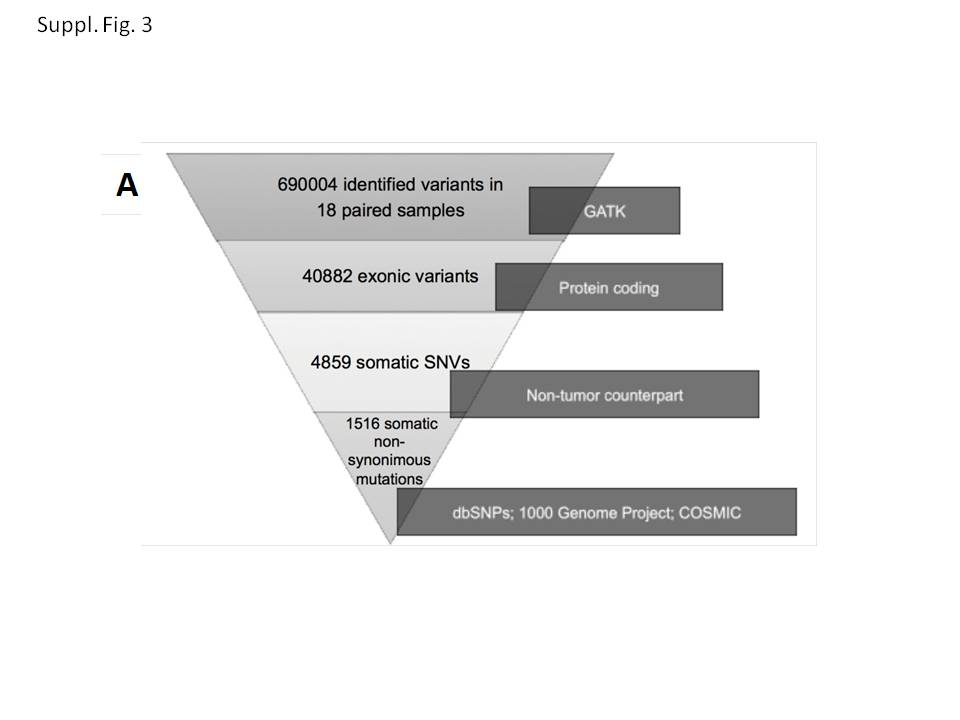 Suppl. Fig. 3
A
690004 identified variants in
18 paired samples
GATK
40882 exonic variants
Protein coding
4859 somatic SNVs
Non-tumor counterpart
1516 somatic
non-
synonimous
mutations
dbSNPs; 1000 Genome Project; COSMIC